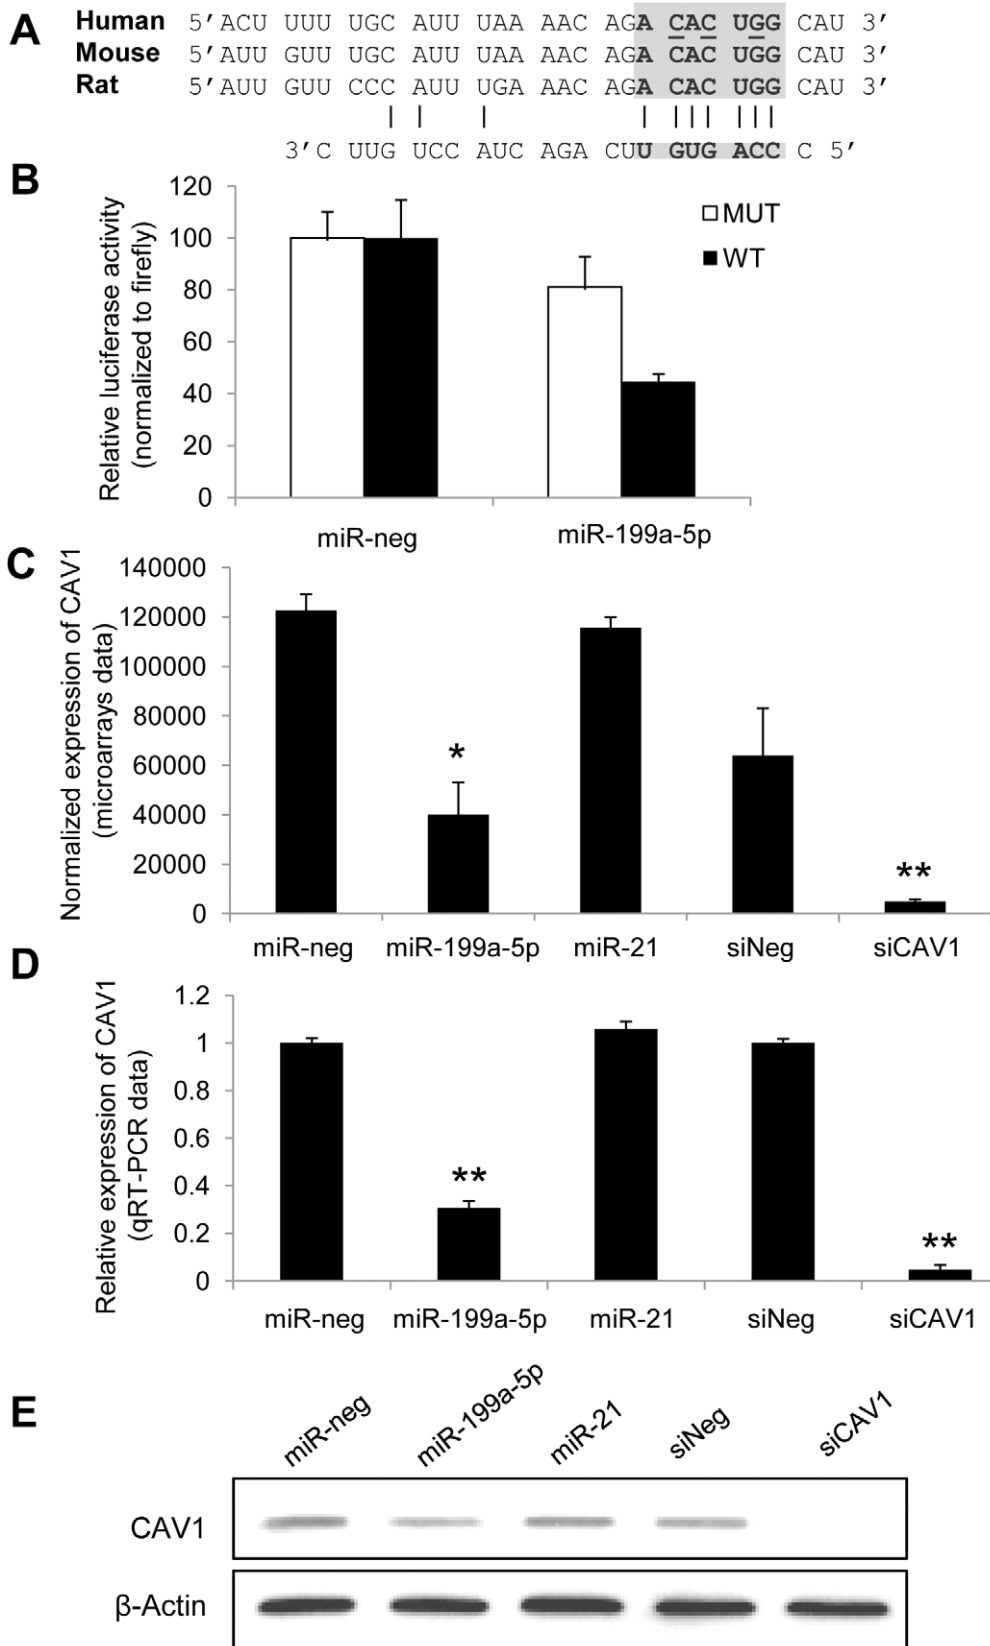 A
Human 5′ACU UUU UGC AUU UAA AAC AGA CAC UGG CAU 3′
Mouse 5′AUU GUU UGC AUU UAA AAC AGA CAC UGG CAU 3′
Rat 5′AUU GUU CCC AUU UGA AAC AGA CAC UGG CAU 3′
3′C UUG UCC AUC AGA CUU GUG ACC C 5′
B
Relative luciferase activity
(normalized to firefly)
120
100
80
60
40
20
0
MUT
WT
miR-neg miR-199a-5p
C
Normalized expression of CAV1
(microarrays data)
140000
120000
100000
80000
60000
40000
20000
0
*
**
miR-neg miR-199a-5p miR-21 siNeg siCAV1
D
Relative expression of CAV1
(qRT-PCR data)
1.2
1
0.8
0.6
0.4
0.2
0
**
**
miR-neg miR-199a-5p miR-21 siNeg siCAV1
E
miR-neg miR-199a-5p miR-21 siNeg siCAV1
CAV1
β-Actin